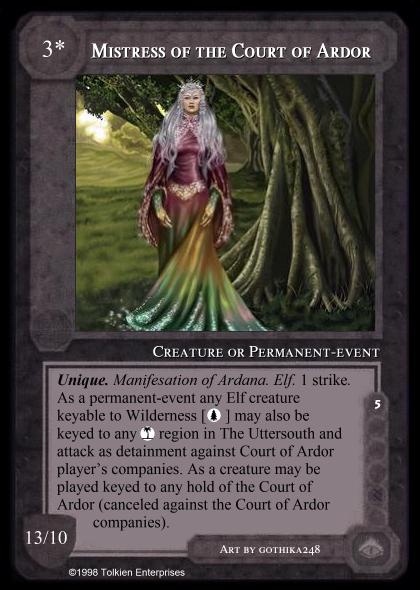 3*
MISTRESS OF THE COURT OF ARDOR
CREATURE OR PERMANENT-EVENT
Unique. Manifesation of Ardana. Elf. 1 strike.
As a permanent-event any Elf creature
keyable to Wilderness [ ] may also be
5
keyed to any region in The Uttersouth and
attack as detainment against Court of Ardor
player's companies. As a creature may be
played keyed to any hold of the Court of
Ardor (canceled against the Court of Ardor
companies).
13/10
ART BY GOTHIKA248
©1998 Tolkien Enterprises